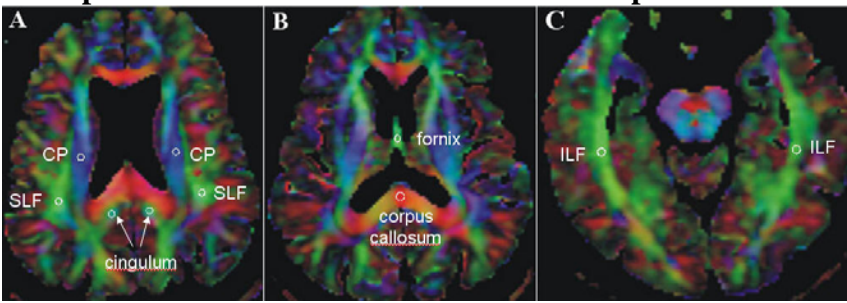 A
CP
CP
SLF
SLF
cingulum
B
fornix
corpus
callosum
C
ILF
ILF